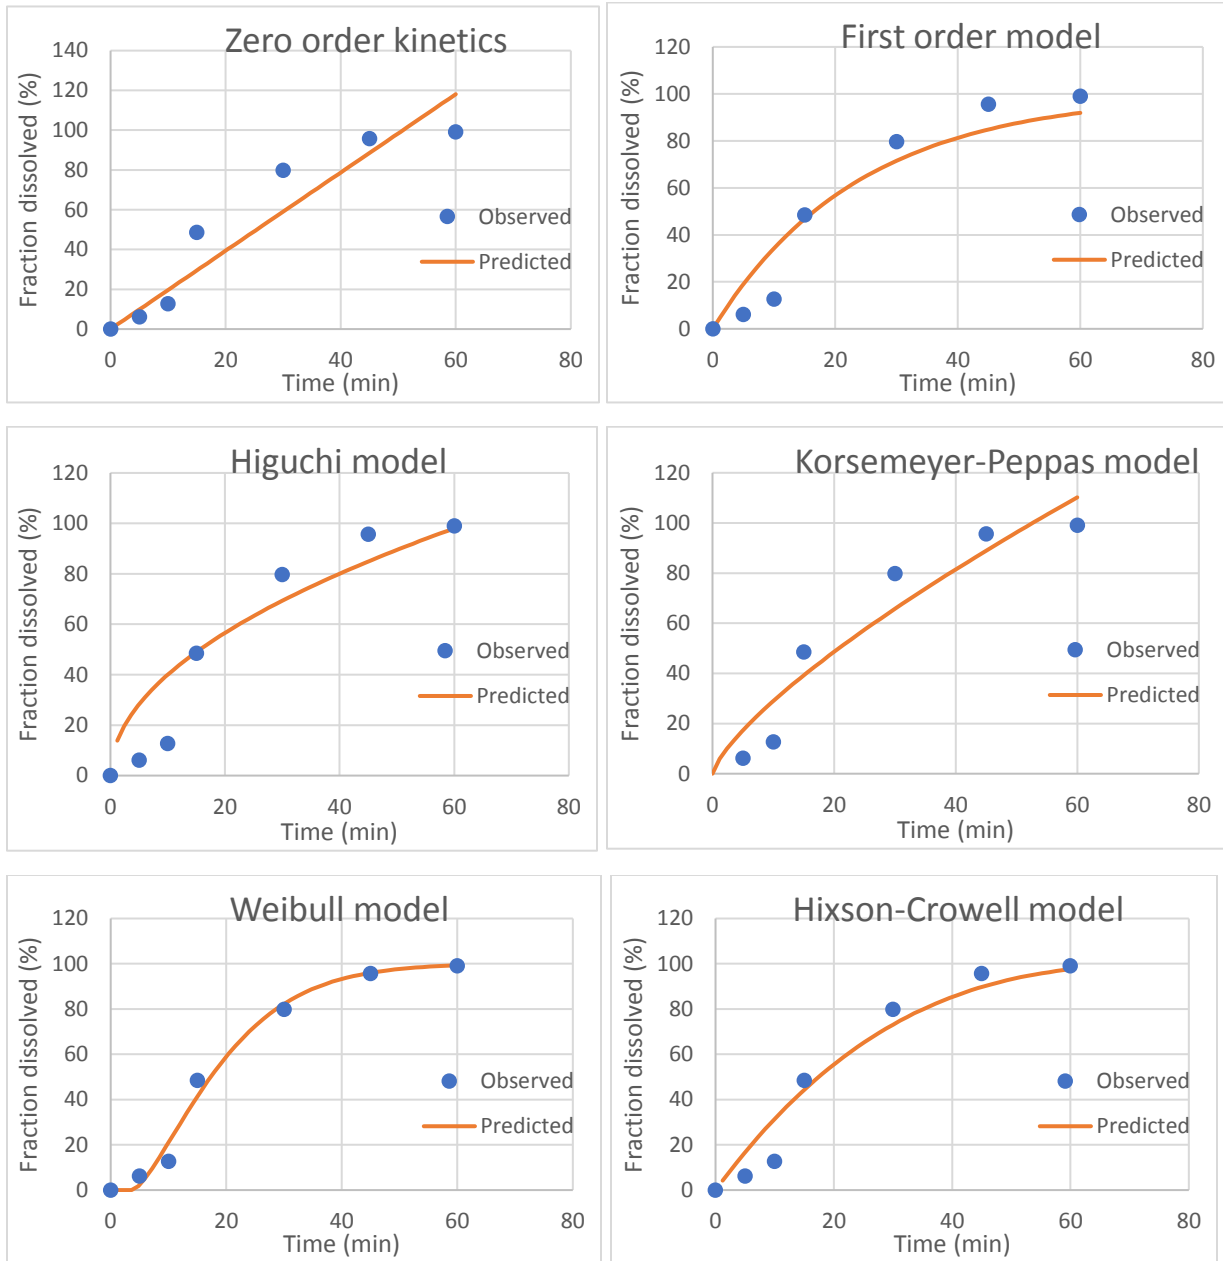 Zero order kinetics
Fraction dissolved (%)
140
120
100
80
60
40
20
0
0 20 40 60 80
Time (min)
Observed
Predicted
First order model
Fraction dissolved (%)
120
100
80
60
40
20
0
0 20 40 60 80
Time (min)
Observed
Predicted
Higuchi model
Fraction dissolved (%)
120
100
80
60
40
20
0
0 20 40 60 80
Time (min)
Observed
Predicted
Korsemeyer-Peppas model
Fraction dissolved (%)
120
100
80
60
40
20
0
0 20 40 60 80
Time (min)
Observed
Predicted
Weibull model
Fraction dissolved (%)
120
100
80
60
40
20
0
0 20 40 60 80
Time (min)
Observed
Predicted
Hixson-Crowell model
Fraction dissolved (%)
120
100
80
60
40
20
0
0 20 40 60 80
Time (min)
Observed
Predicted